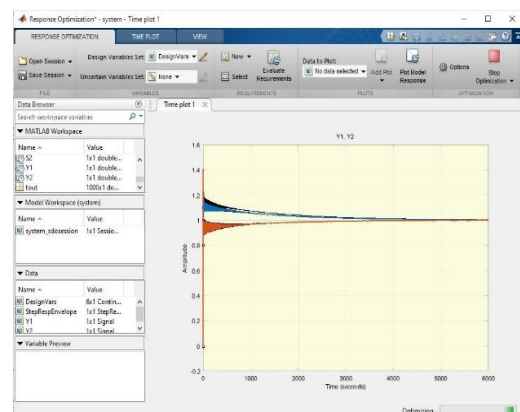 Response Optimization* - system - Time plot 1
RESPONSE OPTIMIZATION TIME PLOT VIEW
Open Session
Save Session
Design Variables Set: DesignVars
Uncertain Variables Set: None
New
Select
Evaluate
Requirements
Data to Plot:
No data selected
Add Plot
Plot Model
Response
Options
Stop
Optimization
FILE VARIABLES REQUIREMENTS PLOTS OPTIMIZATION
Data Browser
Time plot 1
Search workspace variables
MATLAB Workspace
Name Value
S2 1x1 double...
Y1 1x1 double...
Y2 1x1 double...
tout 1000x1 do...
Model Workspace (system)
Name Value
system_sdosession 1x1 Sessio...
Data
Name Value
DesignVars 6x1 Contin...
StepRespEnvelope 1x1 StepRe...
Y1 1x1 Signal
Y2 1x1 Signal
Variable Preview
Y1, Y2
1.6
1.4
1.2
1
0.8
0.6
0.4
0.2
0
-0.2
Amplitude
0 1000 2000 3000 4000 5000 6000
Time (seconds)
Optimizing